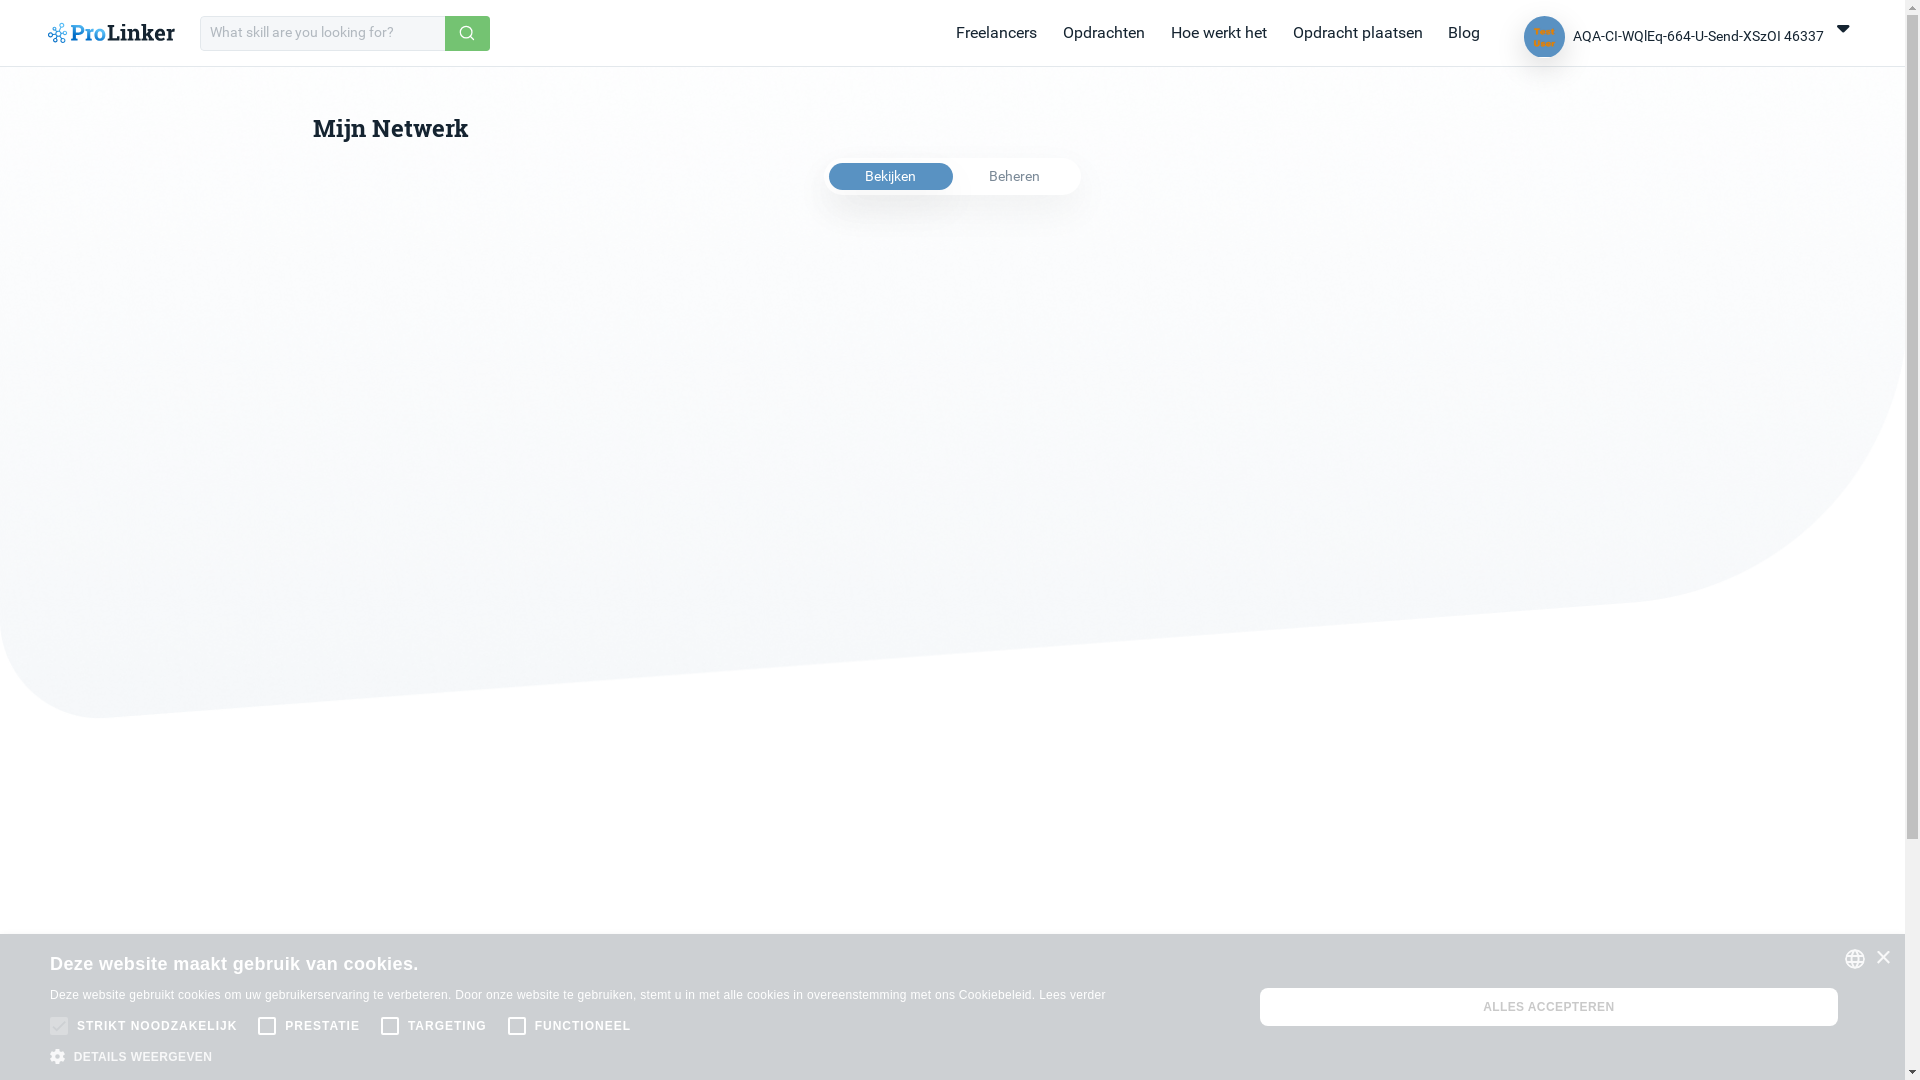 ProLinker
What skill are you looking for?
Freelancers
Opdrachten
Hoe werkt het
Opdracht plaatsen
Blog
Test
User
AQA-CI-WQlEq-664-U-Send-XSzOI 46337
Mijn Netwerk
Bekijken
Beheren
Deze website maakt gebruik van cookies.
Deze website gebruikt cookies om uw gebruikerservaring te verbeteren. Door onze website te gebruiken, stemt u in met alle cookies in overeenstemming met ons Cookiebeleid. Lees verder
STRIKT NOODZAKELIJK
PRESTATIE
TARGETING
FUNCTIONEEL
DETAILS WEERGEVEN
ALLES ACCEPTEREN